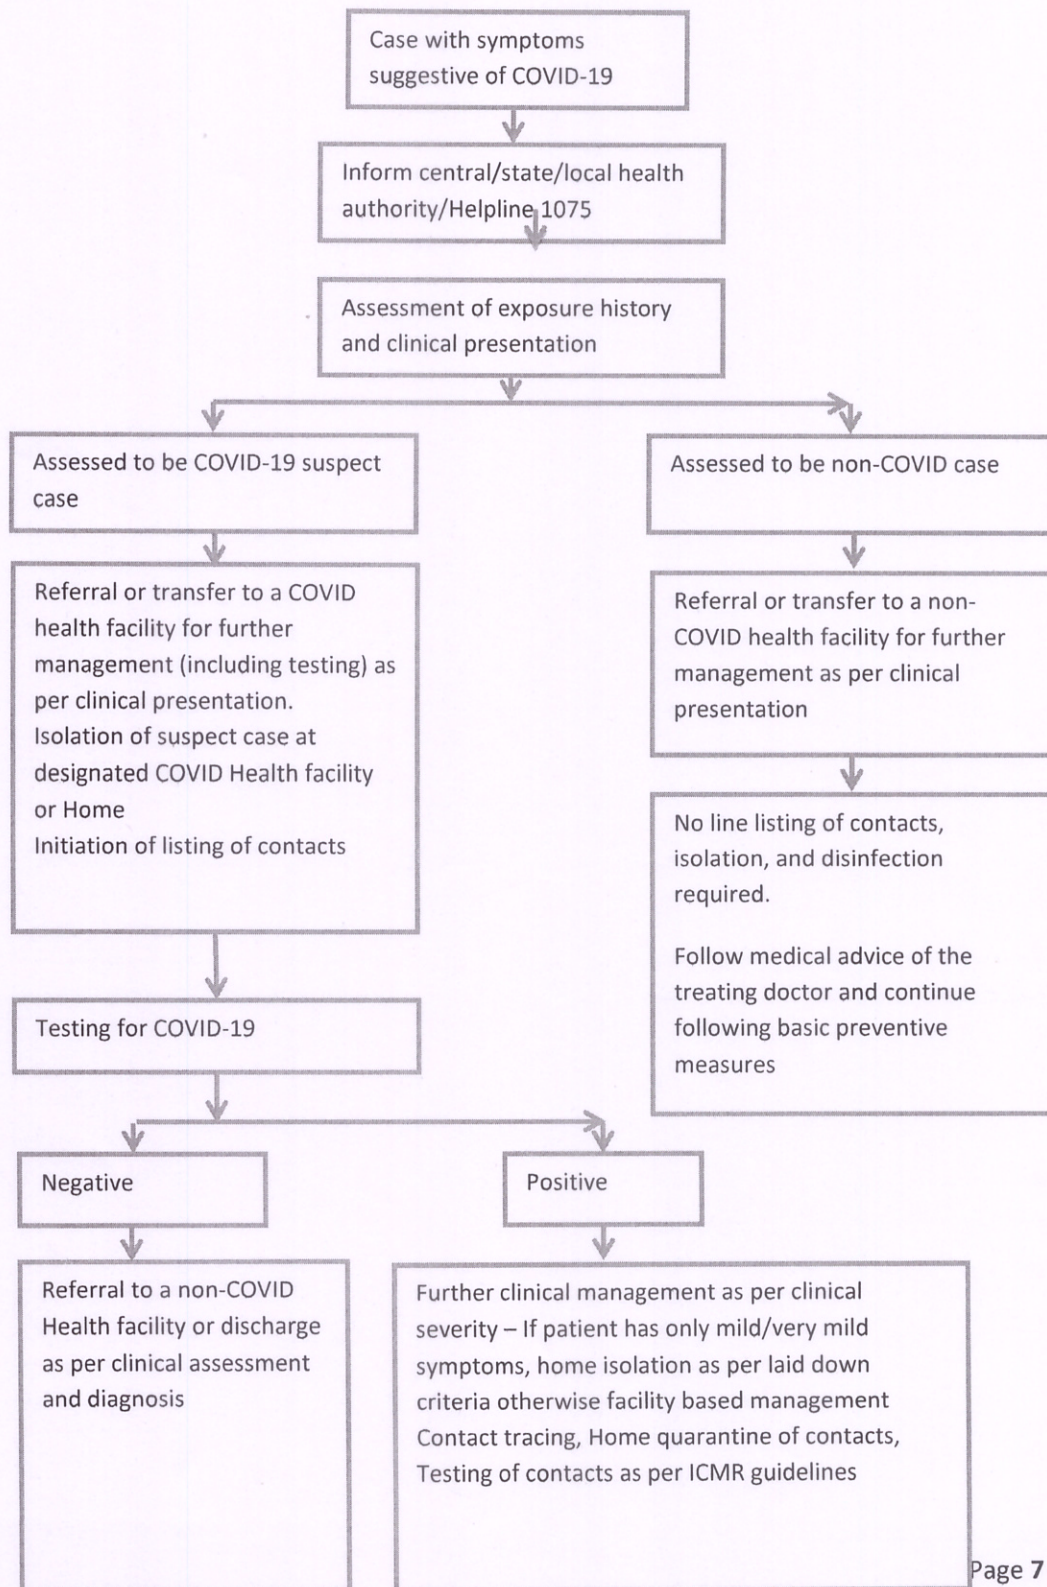 Case with symptoms
suggestive of COVID-19
Inform central/state/local health
authority/Helpline 1075
Assessment of exposure history
and clinical presentation
Assessed to be COVID-19 suspect
case
Assessed to be non-COVID case
Referral or transfer to a COVID
health facility for further
management (including testing) as
per clinical presentation.
Isolation of suspect case at
designated COVID Health facility
or Home
Initiation of listing of contacts
Referral or transfer to a non-
COVID health facility for further
management as per clinical
presentation
No line listing of contacts,
isolation, and disinfection
required.
Follow medical advice of the
treating doctor and continue
following basic preventive
measures
Testing for COVID-19
Negative
Positive
Referral to a non-COVID
Health facility or discharge
as per clinical assessment
and diagnosis
Further clinical management as per clinical
severity – If patient has only mild/very mild
symptoms, home isolation as per laid down
criteria otherwise facility based management
Contact tracing, Home quarantine of contacts,
Testing of contacts as per ICMR guidelines
Page 7